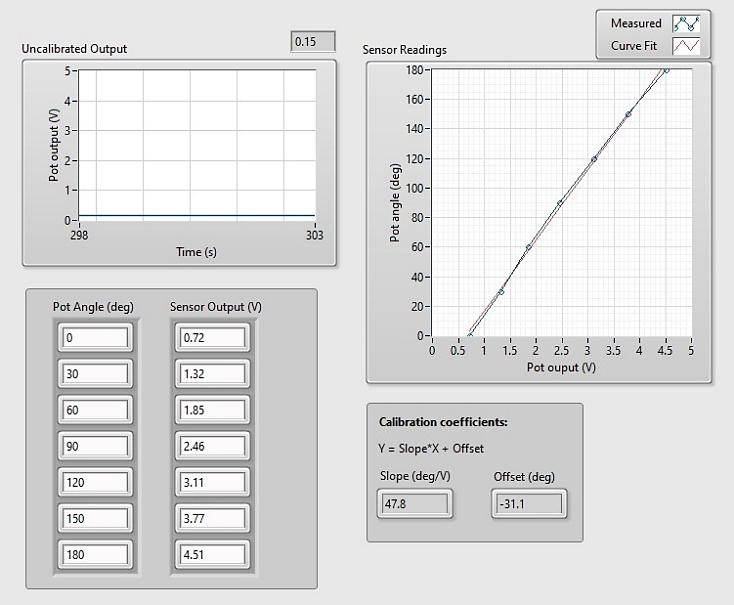 Measured
Curve Fit
Uncalibrated Output
0.15
Sensor Readings
Pot output (V)
5
4
3
2
1
0
298
303
Time (s)
Pot angle (deg)
180
160
140
120
100
80
60
40
20
0
0 0.5 1 1.5 2 2.5 3 3.5 4 4.5 5
Pot ouput (V)
Pot Angle (deg) Sensor Output (V)
0 0.72
30 1.32
60 1.85
90 2.46
120 3.11
150 3.77
180 4.51
Calibration coefficients:
Y = Slope*X + Offset
Slope (deg/V) Offset (deg)
47.8 -31.1